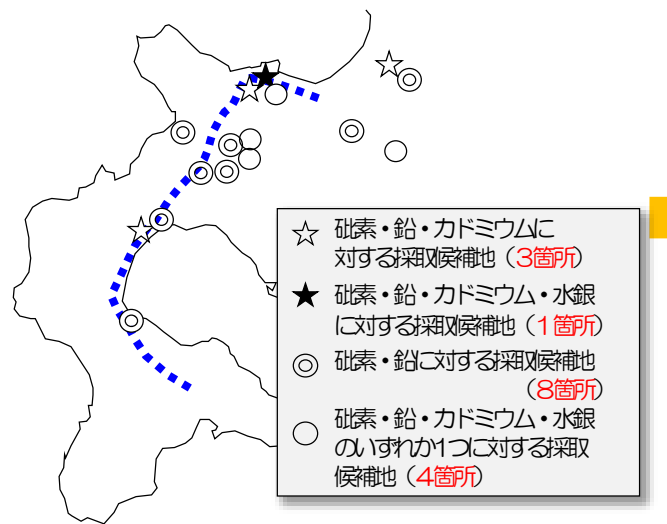 砒素・鉛・カドミウムに
対する採取候補地（3箇所）
砒素・鉛・カドミウム・水銀
に対する採取候補地（1箇所）
砒素・鉛に対する採取候補地
（8箇所）
砒素・鉛・カドミウム・水銀
のいずれか1つに対する採取
候補地（4箇所）